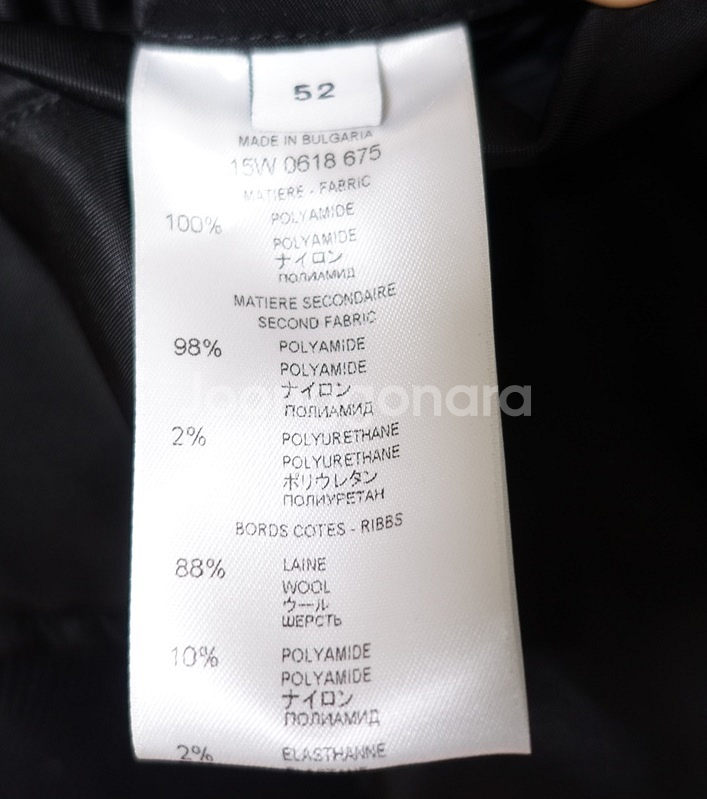 52
MADE IN BULGARIA
15W 0618 675
MATIERE - FABRIC
100% POLYAMIDE
POLYAMIDE
ナイロン
ПОЛИАМИД
MATIERE SECONDAIRE
SECOND FABRIC
98% POLYAMIDE
POLYAMIDE
ナイロン
ПОЛИАМИД
2% POLYURETHANE
POLYURETHANE
ポリウレタン
ПОЛИУРЕТАН
BORDS COTES - RIBBS
88% LAINE
WOOL
ウール
ШЕРСТЬ
10% POLYAMIDE
POLYAMIDE
ナイロン
ПОЛИАМИД
2% ELASTHANNE